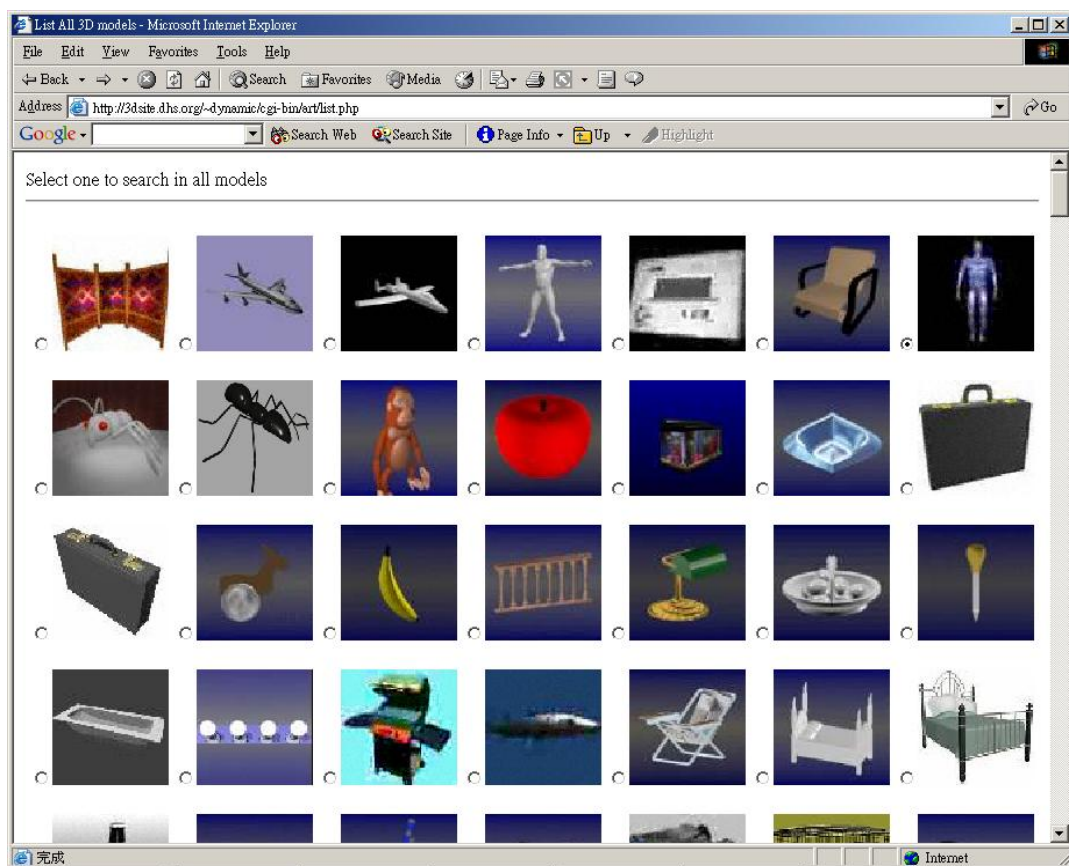 List All 3D models - Microsoft Internet Explorer
File Edit View Favorites Tools Help
Back Search Favorites Media
Address http://3dsite.dhs.org/~dynamic/cgi-bin/art/list.php Go
Google Search Web Search Site Page Info Up Highlight
Select one to search in all models
完成 Internet